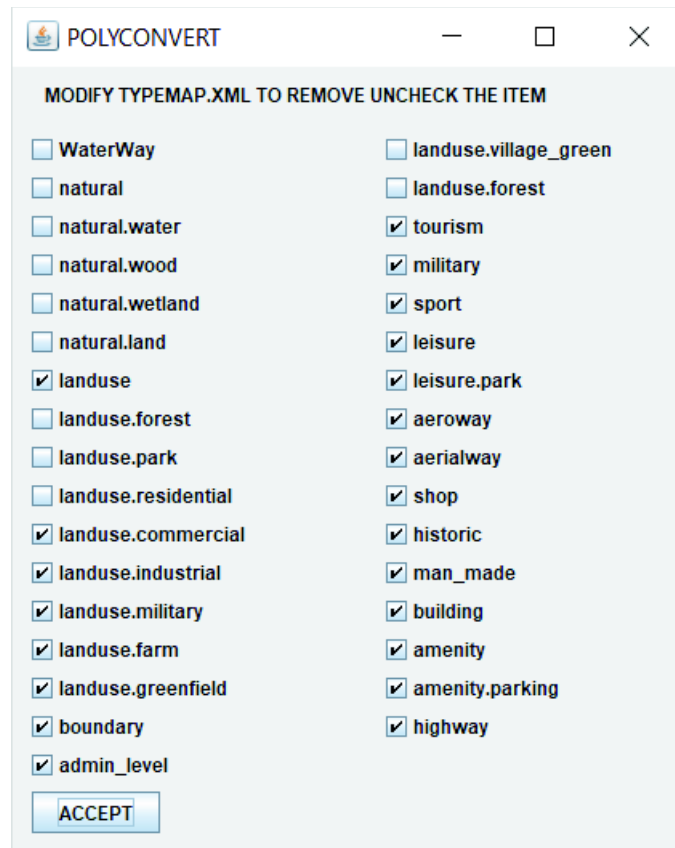 POLYCONVERT
MODIFY TYPEMAP.XML TO REMOVE UNCHECK THE ITEM
WaterWay
natural
natural.water
natural.wood
natural.wetland
natural.land
landuse
landuse.forest
landuse.park
landuse.residential
landuse.commercial
landuse.industrial
landuse.military
landuse.farm
landuse.greenfield
boundary
admin_level
landuse.village_green
landuse.forest
tourism
military
sport
leisure
leisure.park
aeroway
aerialway
shop
historic
man_made
building
amenity
amenity.parking
highway
ACCEPT